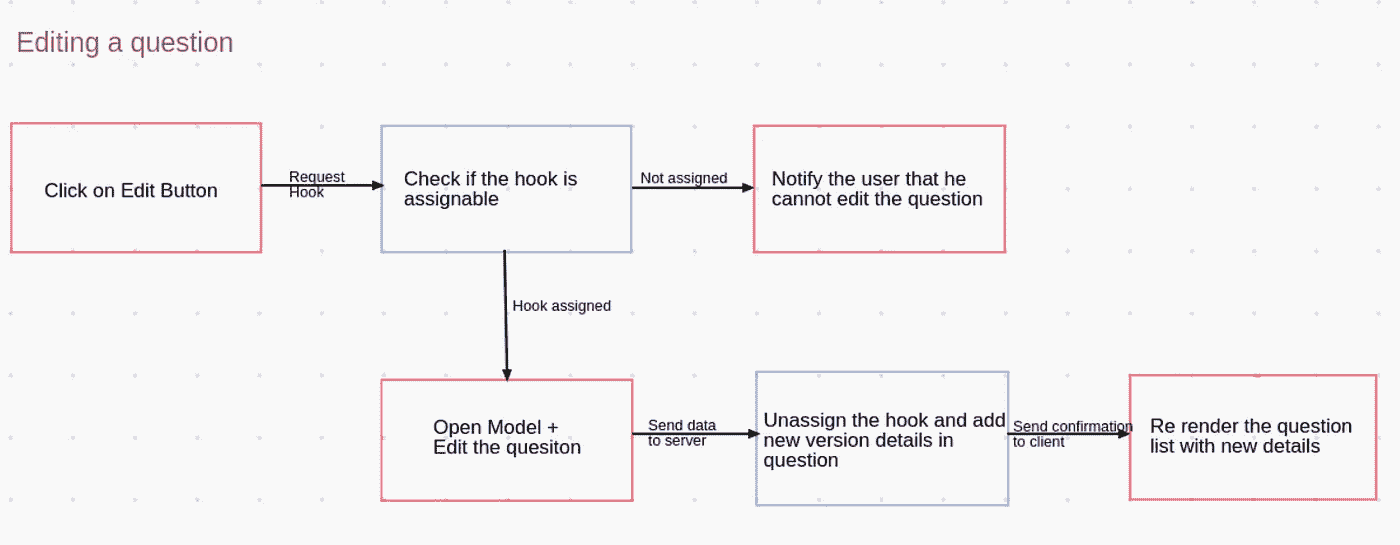 Editing a question
Click on Edit Button
Request
Hook
Check if the hook is
assignable
Not assigned
Notify the user that he
cannot edit the question
Hook assigned
Open Model +
Edit the quesiton
Send data
to server
Unassign the hook and add
new version details in
question
Send confirmation
to client
Re render the question
list with new details